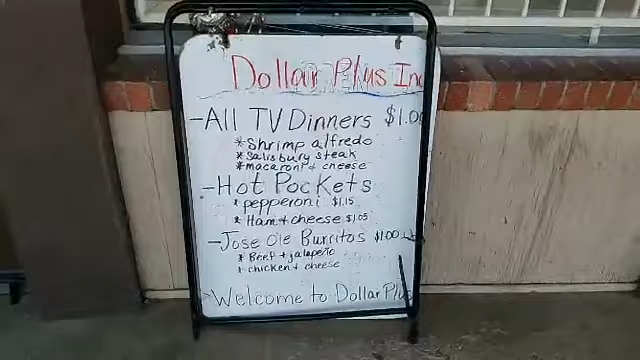 Dollar Plus Inc
-All TV Dinners $1.00
*Shrimp alfredo
*Salisbury steak
*macaroni + cheese
-Hot Pockets
*pepperoni $1.15
*Ham + cheese $1.05
-Jose Ole Burritos $1.00
*Beef + jalapeño
*chicken + cheese
-Welcome to Dollar Plus